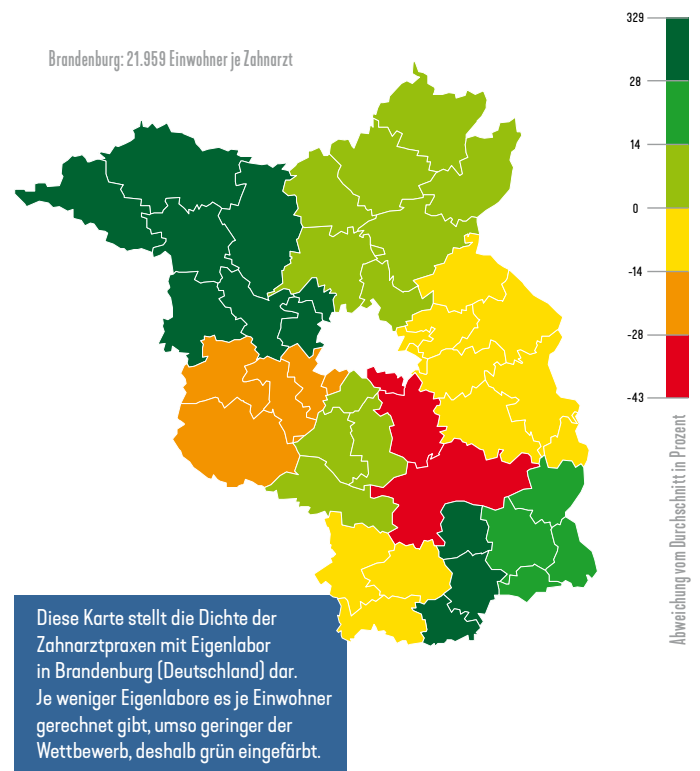 Brandenburg: 21.959 Einwohner je Zahnarzt
329
28
14
0
-14
-28
-43
Abweichung vom Durchschnitt in Prozent
Diese Karte stellt die Dichte der
Zahnarztpraxen mit Eigenlabor
in Brandenburg (Deutschland) dar.
Je weniger Eigenlabore es je Einwohner
gerechnet gibt, umso geringer der
Wettbewerb, deshalb grün eingefärbt.